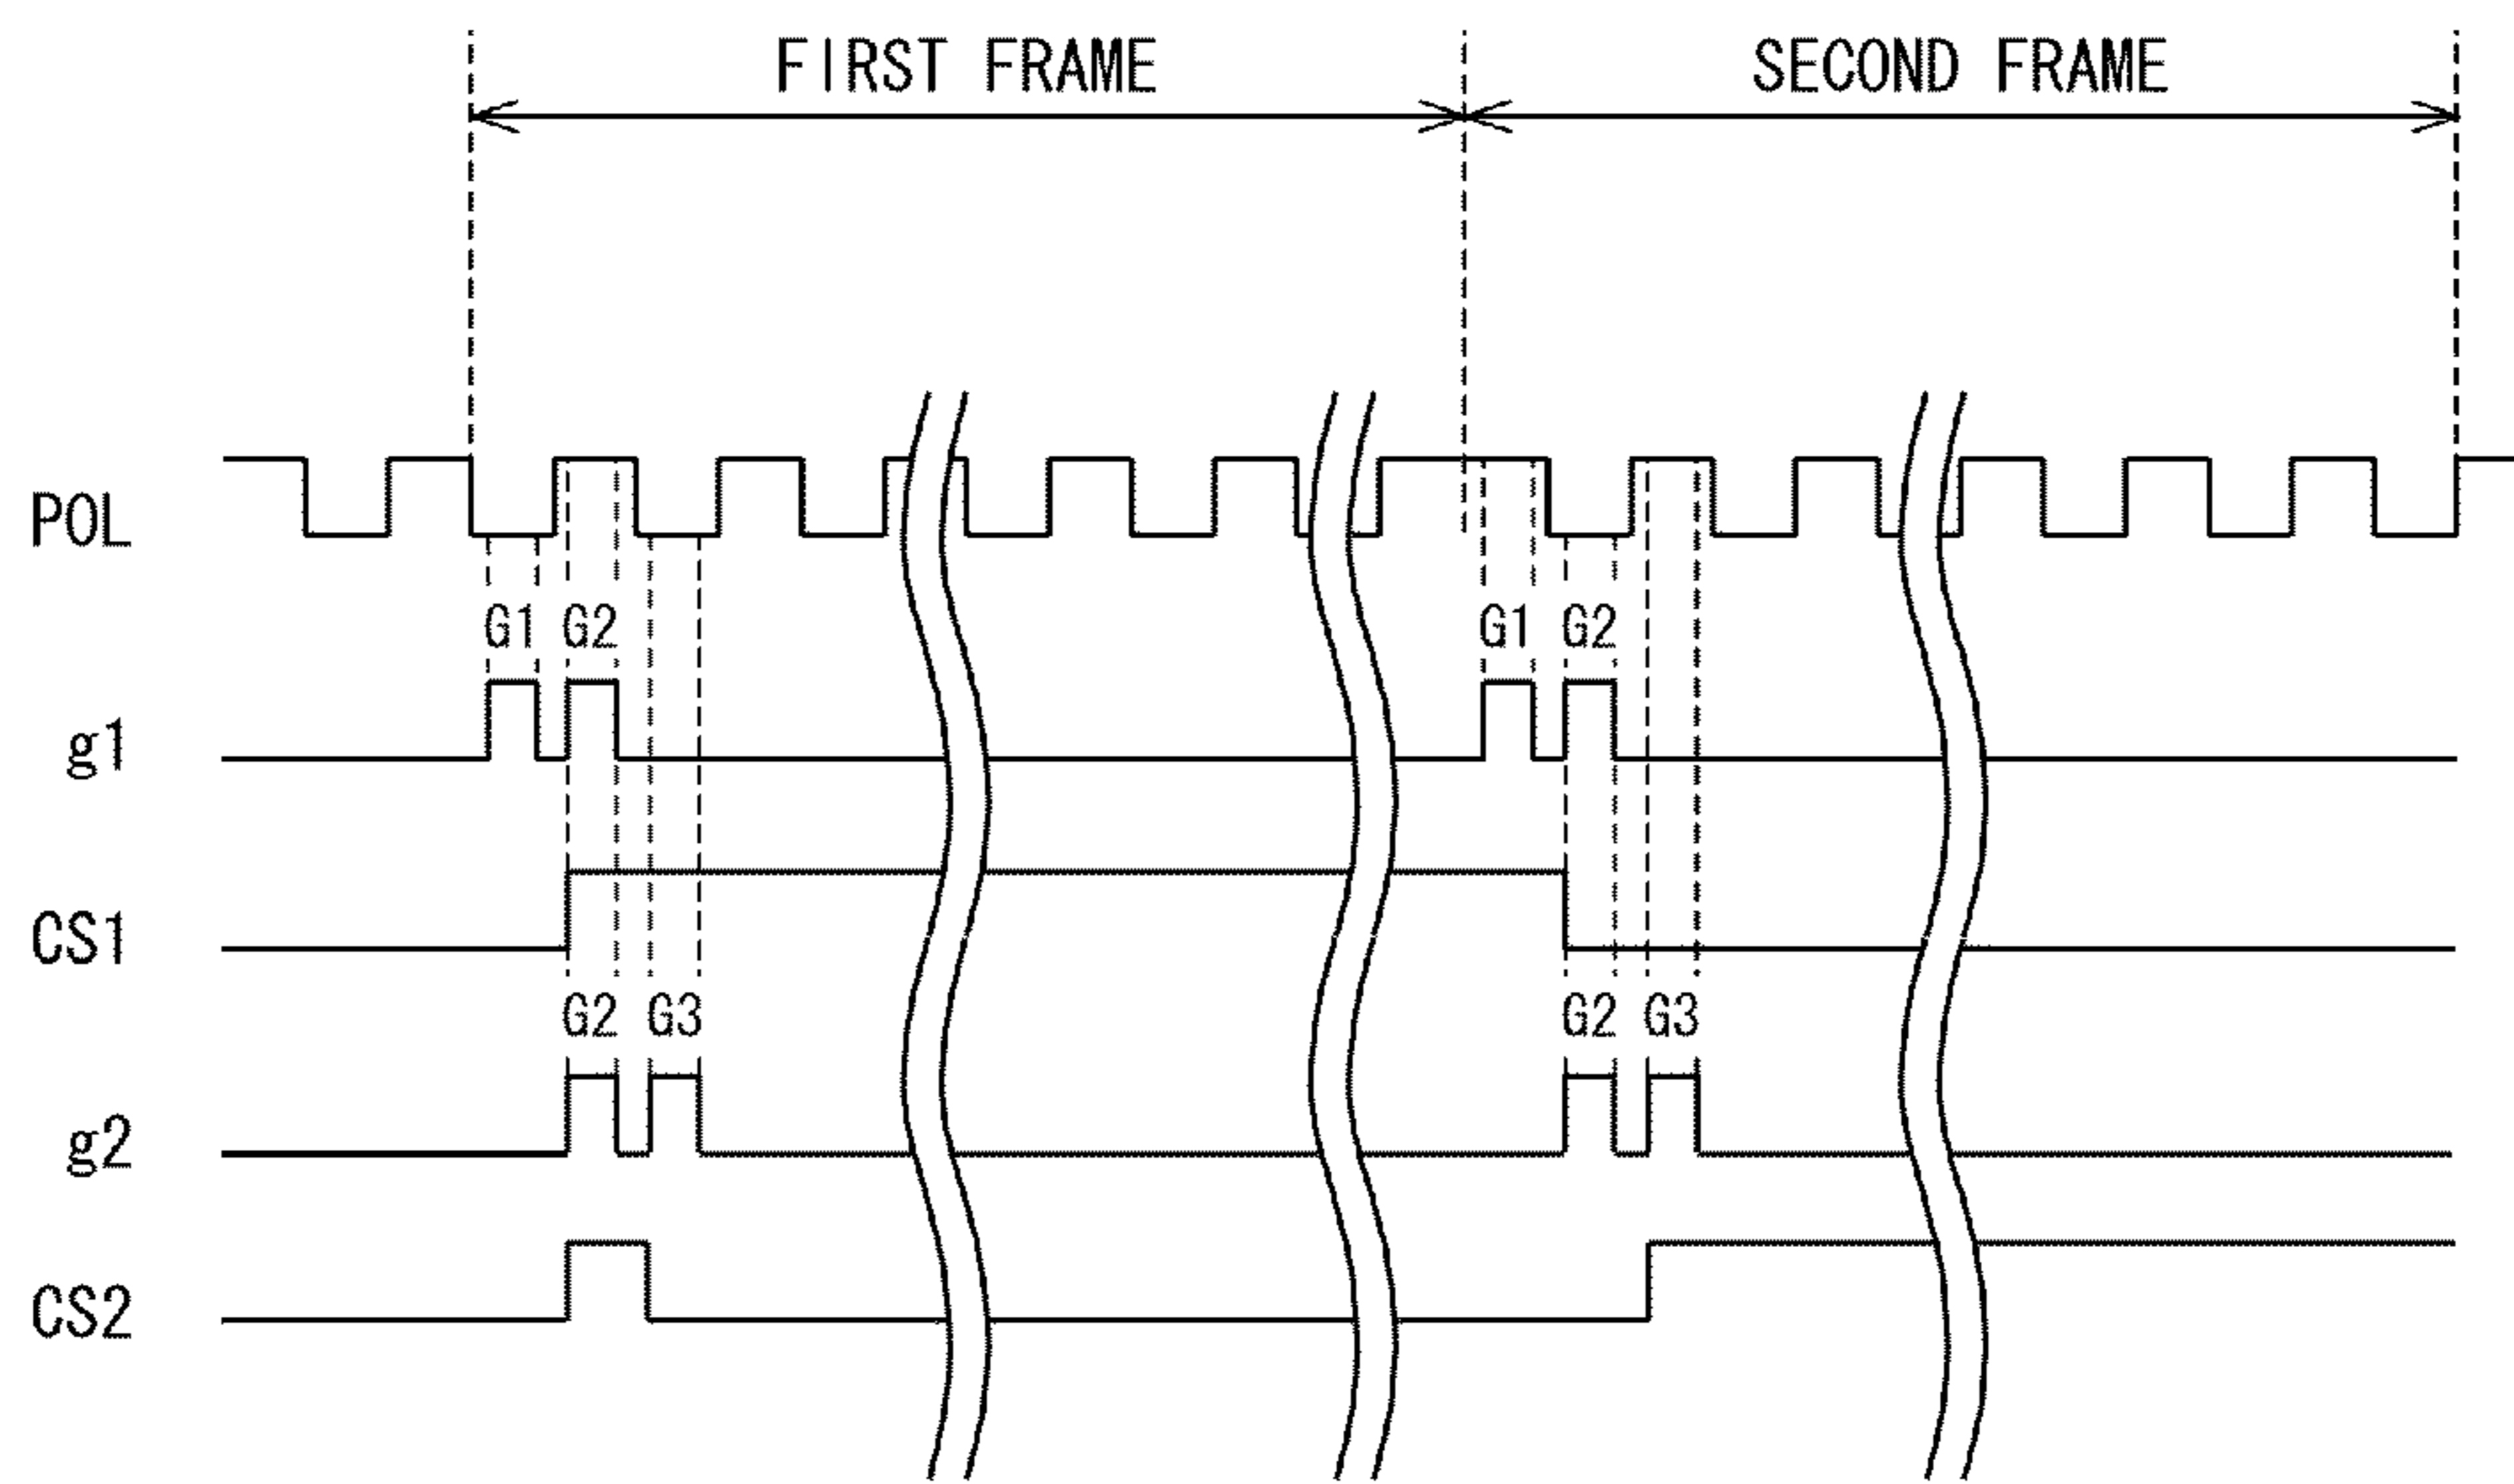 FIRST FRAME SECOND FRAME
POL
G1 G2 G1 G2
g1
CS1
G2 G3 G2 G3
g2
CS2